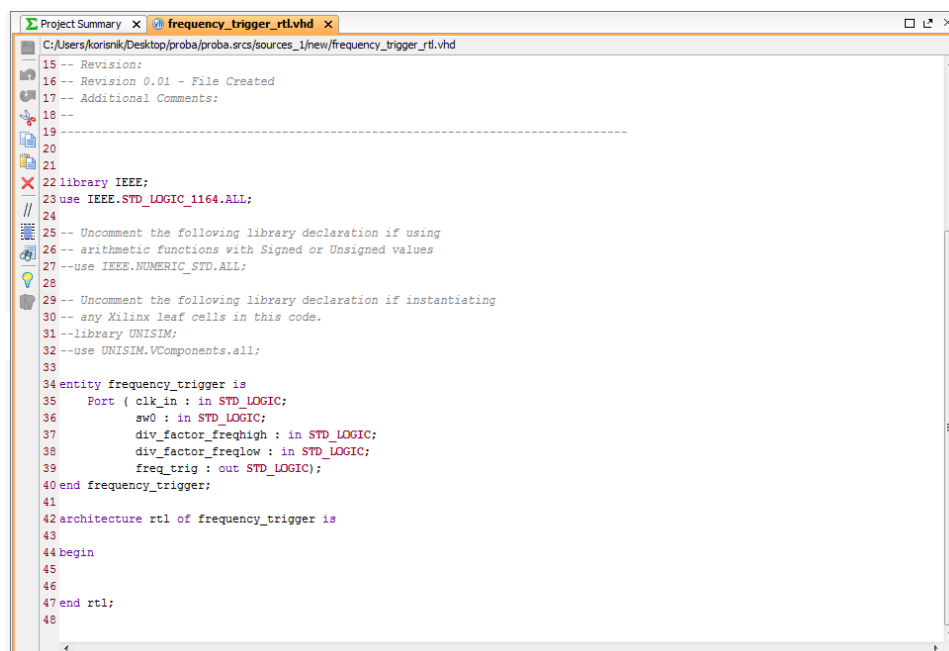 Project Summary × frequency_trigger_rtl.vhd ×
C:/Users/korisnik/Desktop/proba/proba.srcs/sources_1/new/frequency_trigger_rtl.vhd
15 -- Revision:
16 -- Revision 0.01 - File Created
17 -- Additional Comments:
18 --
19 ----------------------------------------------------------------------------------
20
21
22 library IEEE;
23 use IEEE.STD_LOGIC_1164.ALL;
24
25 -- Uncomment the following library declaration if using
26 -- arithmetic functions with Signed or Unsigned values
27 --use IEEE.NUMERIC_STD.ALL;
28
29 -- Uncomment the following library declaration if instantiating
30 -- any Xilinx leaf cells in this code.
31 --library UNISIM;
32 --use UNISIM.VComponents.all;
33
34 entity frequency_trigger is
35     Port ( clk_in : in STD_LOGIC;
36            sw0 : in STD_LOGIC;
37            div_factor_freqhigh : in STD_LOGIC;
38            div_factor_freqlow : in STD_LOGIC;
39            freq_trig : out STD_LOGIC);
40 end frequency_trigger;
41
42 architecture rtl of frequency_trigger is
43
44 begin
45
46
47 end rtl;
48